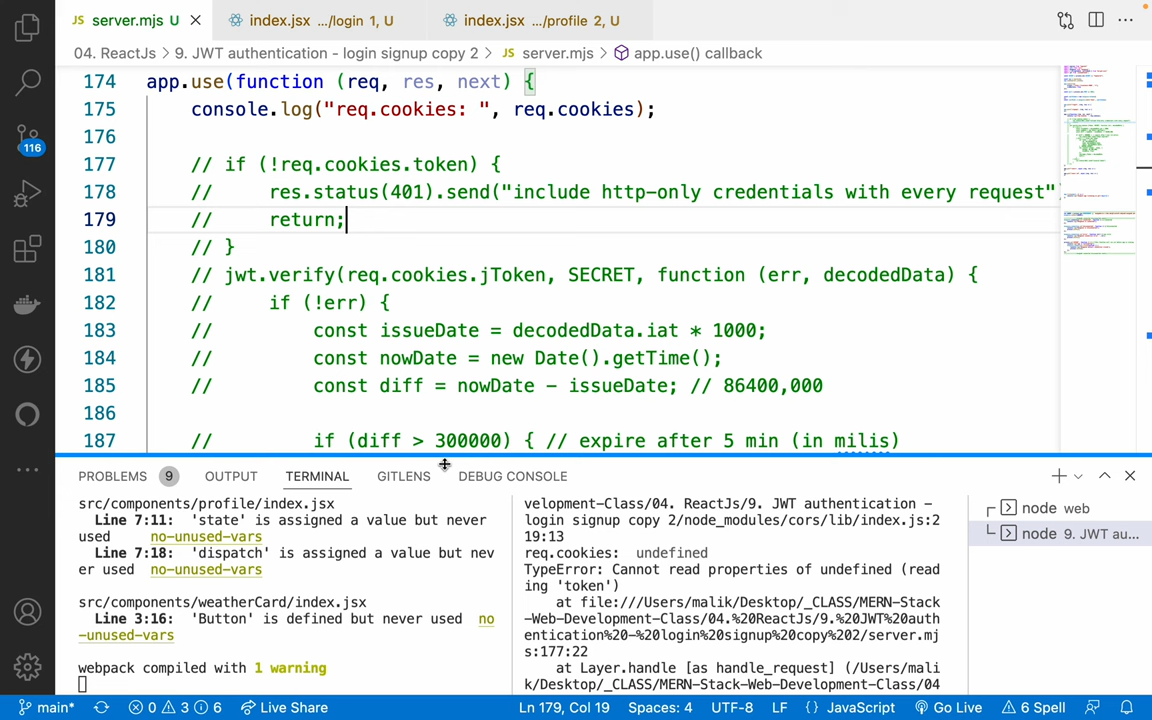 server.mjs U
index.jsx .../login 1, U
index.jsx .../profile 2, U
04. ReactJs > 9. JWT authentication - login signup copy 2 > JS server.mjs > app.use() callback
174 app.use(function (req, res, next) {
175 console.log("req.cookies: ", req.cookies);
176
177 // if (!req.cookies.token) {
178 // res.status(401).send("include http-only credentials with every request"
179 // return;
180 // }
181 // jwt.verify(req.cookies.jToken, SECRET, function (err, decodedData) {
182 // if (!err) {
183 // const issueDate = decodedData.iat * 1000;
184 // const nowDate = new Date().getTime();
185 // const diff = nowDate - issueDate; // 86400,000
186
187 // if (diff > 300000) { // expire after 5 min (in milis)
116
PROBLEMS 9 OUTPUT TERMINAL GITLENS DEBUG CONSOLE
src/components/profile/index.jsx
Line 7:11: 'state' is assigned a value but never
used no-unused-vars
Line 7:18: 'dispatch' is assigned a value but nev
er used no-unused-vars
src/components/weatherCard/index.jsx
Line 3:16: 'Button' is defined but never used no
-unused-vars
webpack compiled with 1 warning
velopment-Class/04. ReactJs/9. JWT authentication -
login signup copy 2/node_modules/cors/lib/index.js:2
19:13
req.cookies: undefined
TypeError: Cannot read properties of undefined (read
ing 'token')
at file:///Users/malik/Desktop/_CLASS/MERN-Stack
-Web-Development-Class/04.%20ReactJs/9.%20JWT%20auth
entication%20-%20login%20signup%20copy%202/server.mj
s:177:22
at Layer.handle [as handle_request] (/Users/mali
k/Desktop/_CLASS/MERN-Stack-Web-Development-Class/04
node web
node 9. JWT au...
main* 0 3 6 Live Share Ln 179, Col 19 Spaces: 4 UTF-8 LF {} JavaScript Go Live 6 Spell